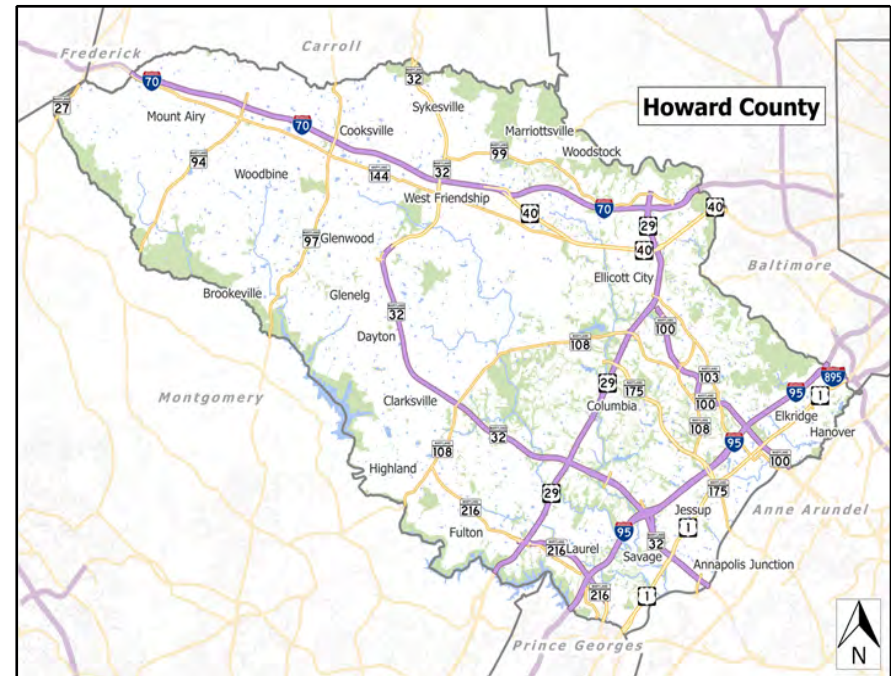 Howard County
Frederick
Carroll
Baltimore
Montgomery
Anne Arundel
Prince Georges
Mount Airy
Cooksville
Sykesville
Marriottsville
Woodstock
Woodbine
West Friendship
Glenwood
Ellicott City
Brookeville
Glenelg
Dayton
Clarksville
Columbia
Elkridge
Hanover
Highland
Fulton
Laurel
Savage
Jessup
Annapolis Junction
27
70
94
70
144
97
32
32
99
40
70
29
40
40
32
108
100
29
175
103
100
108
95
895
1
95
100
175
108
32
216
29
216
95
32
1
216
1
N